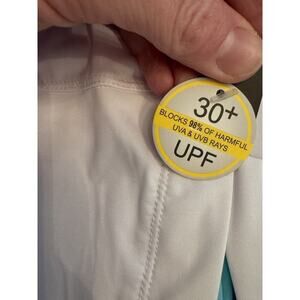 30+
BLOCKS 98% OF HARMFUL
UVA & UVB RAYS
UPF